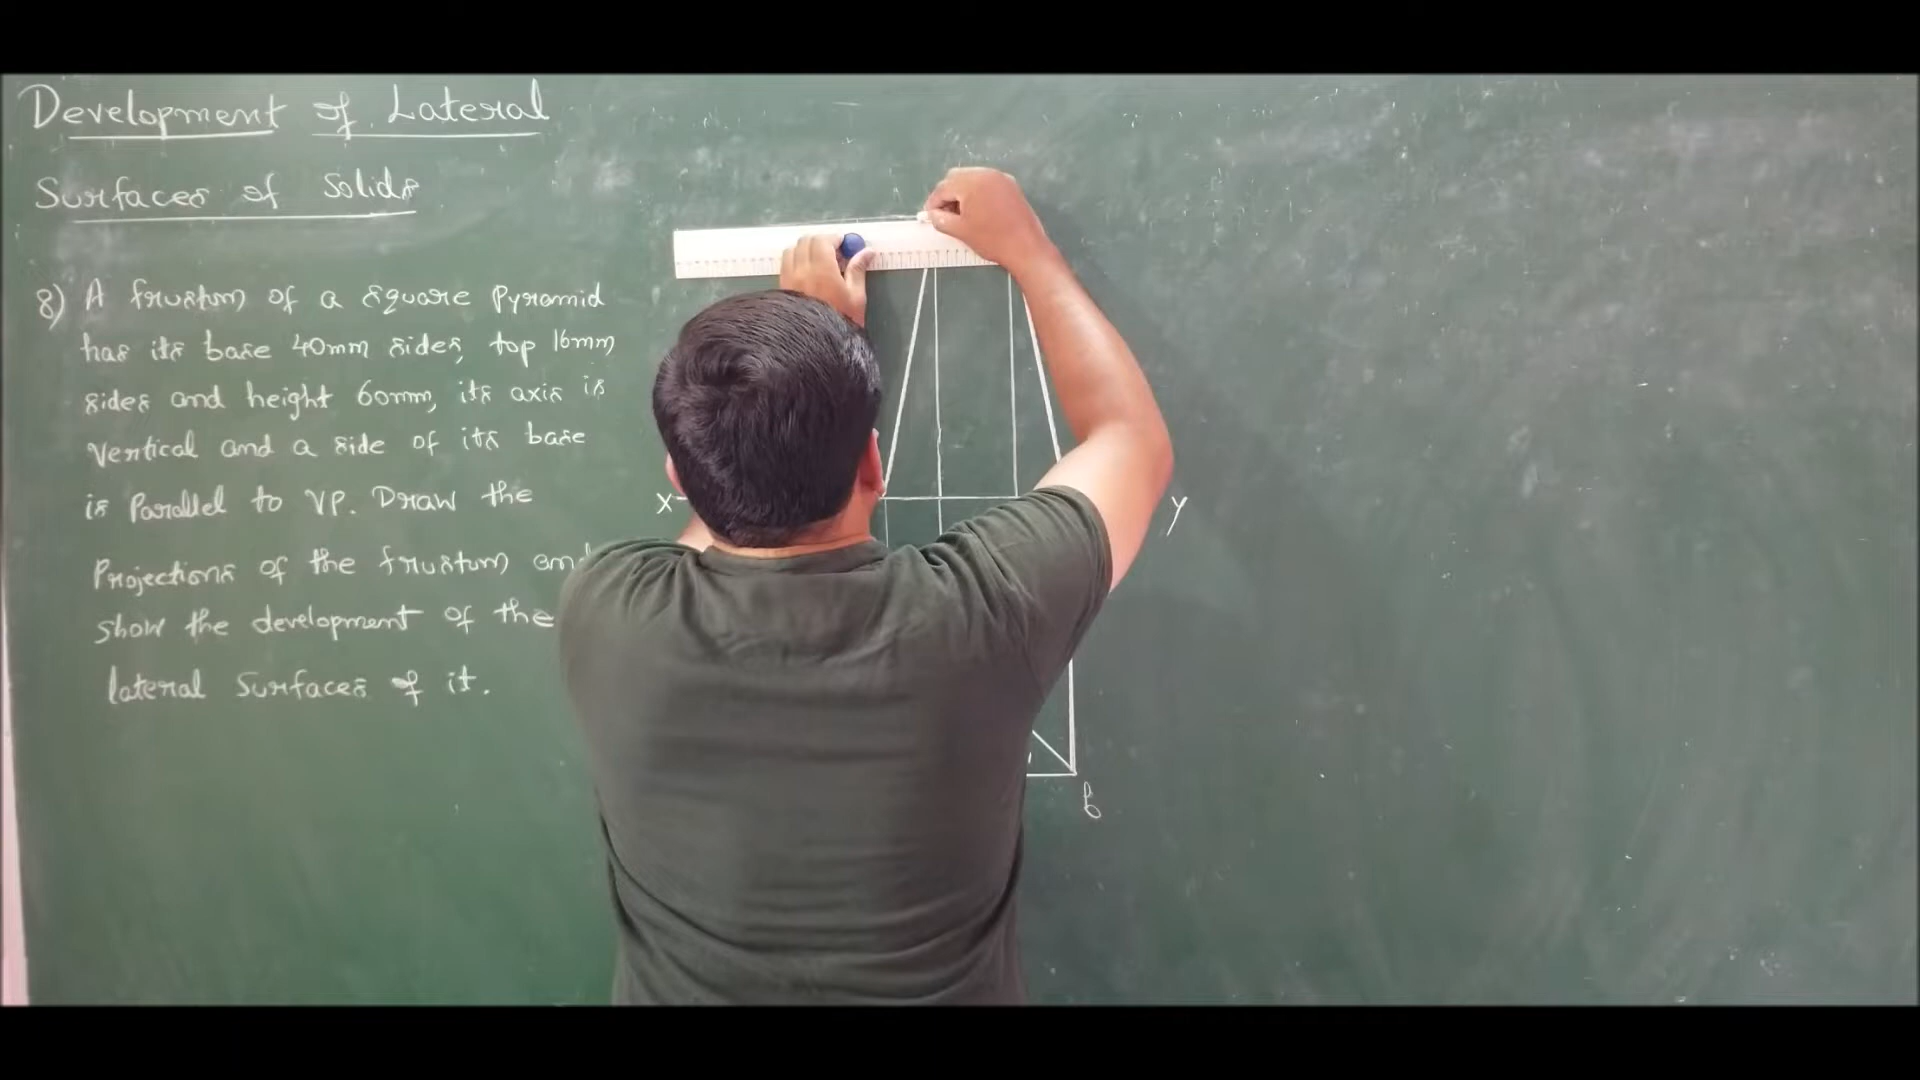 Development of Lateral
Surfaces of Solids
8) A frustum of a square Pyramid
has its base 40mm sides, top 16mm
sides and height 60mm, its axis is
Vertical and a side of its base
is Parallel to VP. Draw the
Projections of the frustum and
show the development of the
lateral surfaces of it.
X Y
b